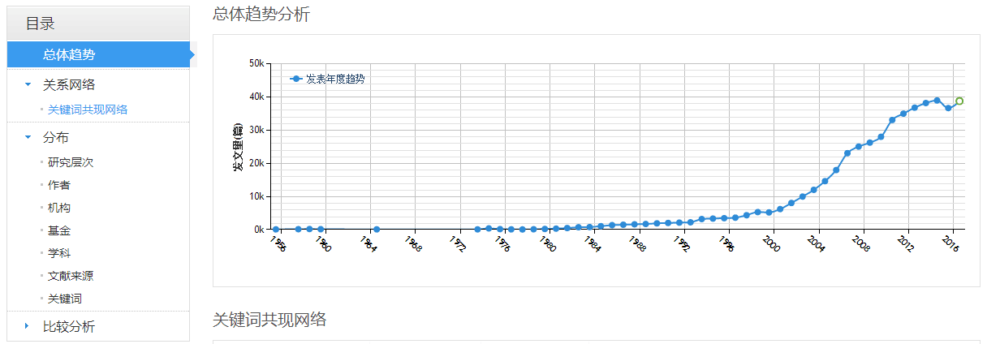 目录
总体趋势
关系网络
关键词共现网络
分布
研究层次
作者
机构
基金
学科
文献来源
关键词
比较分析
总体趋势分析
发表年度趋势
发文量(篇)
50k
40k
30k
20k
10k
0k
1956
1960
1964
1968
1972
1976
1980
1984
1988
1992
1996
2000
2004
2008
2012
2016
关键词共现网络